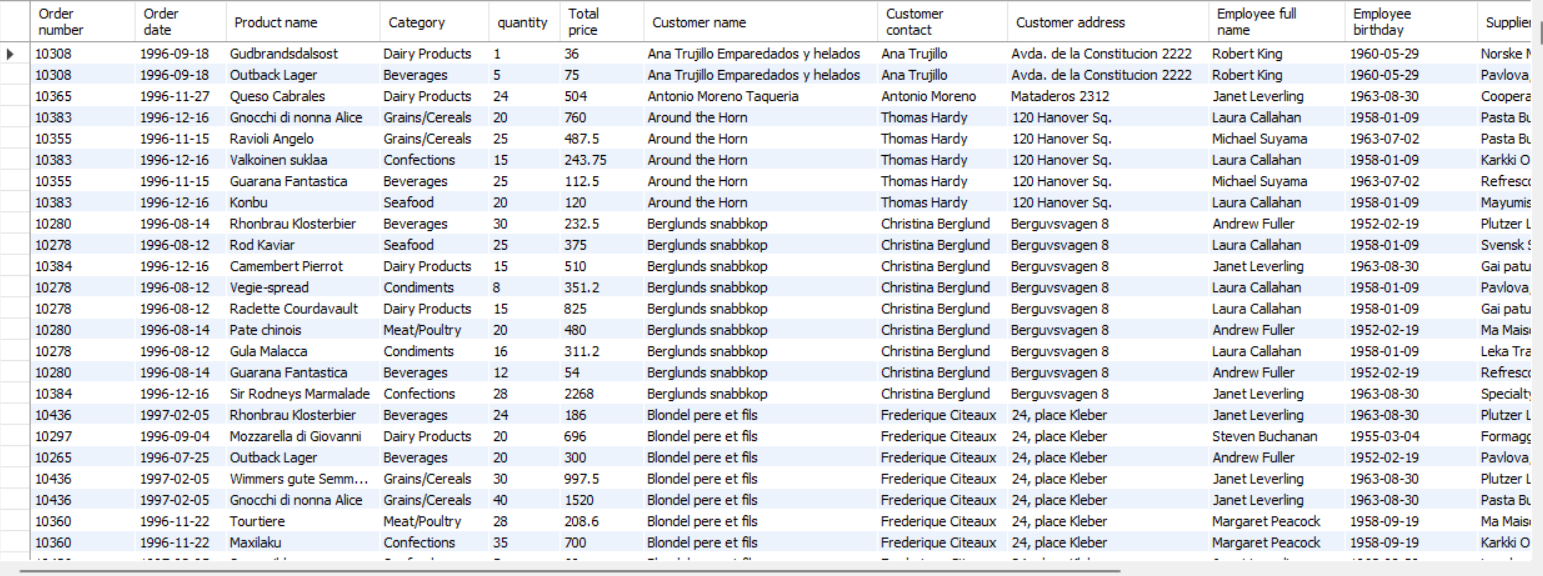 Order number Order date Product name Category quantity Total price Customer name Customer contact Customer address Employee full name Employee birthday Supplier
10308 1996-09-18 Gudbrandsdalsost Dairy Products 1 36 Ana Trujillo Emparedados y helados Ana Trujillo Avda. de la Constitucion 2222 Robert King 1960-05-29 Norske
10308 1996-09-18 Outback Lager Beverages 5 75 Ana Trujillo Emparedados y helados Ana Trujillo Avda. de la Constitucion 2222 Robert King 1960-05-29 Pavlova,
10365 1996-11-27 Queso Cabrales Dairy Products 24 504 Antonio Moreno Taqueria Antonio Moreno Mataderos 2312 Janet Leverling 1963-08-30 Coopera
10383 1996-12-16 Gnocchi di nonna Alice Grains/Cereals 20 760 Around the Horn Thomas Hardy 120 Hanover Sq. Laura Callahan 1958-01-09 Pasta Bu
10355 1996-11-15 Ravioli Angelo Grains/Cereals 25 487.5 Around the Horn Thomas Hardy 120 Hanover Sq. Michael Suyama 1963-07-02 Pasta Bu
10383 1996-12-16 Valkoinen suklaa Confections 15 243.75 Around the Horn Thomas Hardy 120 Hanover Sq. Laura Callahan 1958-01-09 Karkki O
10355 1996-11-15 Guarana Fantastica Beverages 25 112.5 Around the Horn Thomas Hardy 120 Hanover Sq. Michael Suyama 1963-07-02 Refresco
10383 1996-12-16 Konbu Seafood 20 120 Around the Horn Thomas Hardy 120 Hanover Sq. Laura Callahan 1958-01-09 Mayumis
10280 1996-08-14 Rhonbrau Klosterbier Beverages 30 232.5 Berglunds snabbkop Christina Berglund Berguvsvagen 8 Andrew Fuller 1952-02-19 Plutzer L
10278 1996-08-12 Rod Kaviar Seafood 25 375 Berglunds snabbkop Christina Berglund Berguvsvagen 8 Laura Callahan 1958-01-09 Svensk S
10384 1996-12-16 Camembert Pierrot Dairy Products 15 510 Berglunds snabbkop Christina Berglund Berguvsvagen 8 Janet Leverling 1963-08-30 Gai patu
10278 1996-08-12 Vegie-spread Condiments 8 351.2 Berglunds snabbkop Christina Berglund Berguvsvagen 8 Laura Callahan 1958-01-09 Pavlova,
10278 1996-08-12 Radette Courdavault Dairy Products 15 825 Berglunds snabbkop Christina Berglund Berguvsvagen 8 Laura Callahan 1958-01-09 Gai patu
10280 1996-08-14 Pate chinois Meat/Poultry 20 480 Berglunds snabbkop Christina Berglund Berguvsvagen 8 Andrew Fuller 1952-02-19 Ma Mais
10278 1996-08-12 Gula Malacca Condiments 16 311.2 Berglunds snabbkop Christina Berglund Berguvsvagen 8 Laura Callahan 1958-01-09 Leka Tra
10280 1996-08-14 Guarana Fantastica Beverages 12 54 Berglunds snabbkop Christina Berglund Berguvsvagen 8 Andrew Fuller 1952-02-19 Refresco
10384 1996-12-16 Sir Rodneys Marmalade Confections 28 2268 Berglunds snabbkop Christina Berglund Berguvsvagen 8 Janet Leverling 1963-08-30 Specialty
10436 1997-02-05 Rhonbrau Klosterbier Beverages 24 186 Blondel pere et fils Frederique Citeaux 24, place Kleber Janet Leverling 1963-08-30 Plutzer L
10297 1996-09-04 Mozzarella di Giovanni Dairy Products 20 696 Blondel pere et fils Frederique Citeaux 24, place Kleber Steven Buchanan 1955-03-04 Formagg
10265 1996-07-25 Outback Lager Beverages 20 300 Blondel pere et fils Frederique Citeaux 24, place Kleber Andrew Fuller 1952-02-19 Pavlova,
10436 1997-02-05 Wimmers gute Semm... Grains/Cereals 30 997.5 Blondel pere et fils Frederique Citeaux 24, place Kleber Janet Leverling 1963-08-30 Plutzer L
10436 1997-02-05 Gnocchi di nonna Alice Grains/Cereals 40 1520 Blondel pere et fils Frederique Citeaux 24, place Kleber Janet Leverling 1963-08-30 Pasta Bu
10360 1996-11-22 Tourtiere Meat/Poultry 28 208.6 Blondel pere et fils Frederique Citeaux 24, place Kleber Margaret Peacock 1958-09-19 Ma Mais
10360 1996-11-22 Maxilaku Confections 35 700 Blondel pere et fils Frederique Citeaux 24, place Kleber Margaret Peacock 1958-09-19 Karkki O